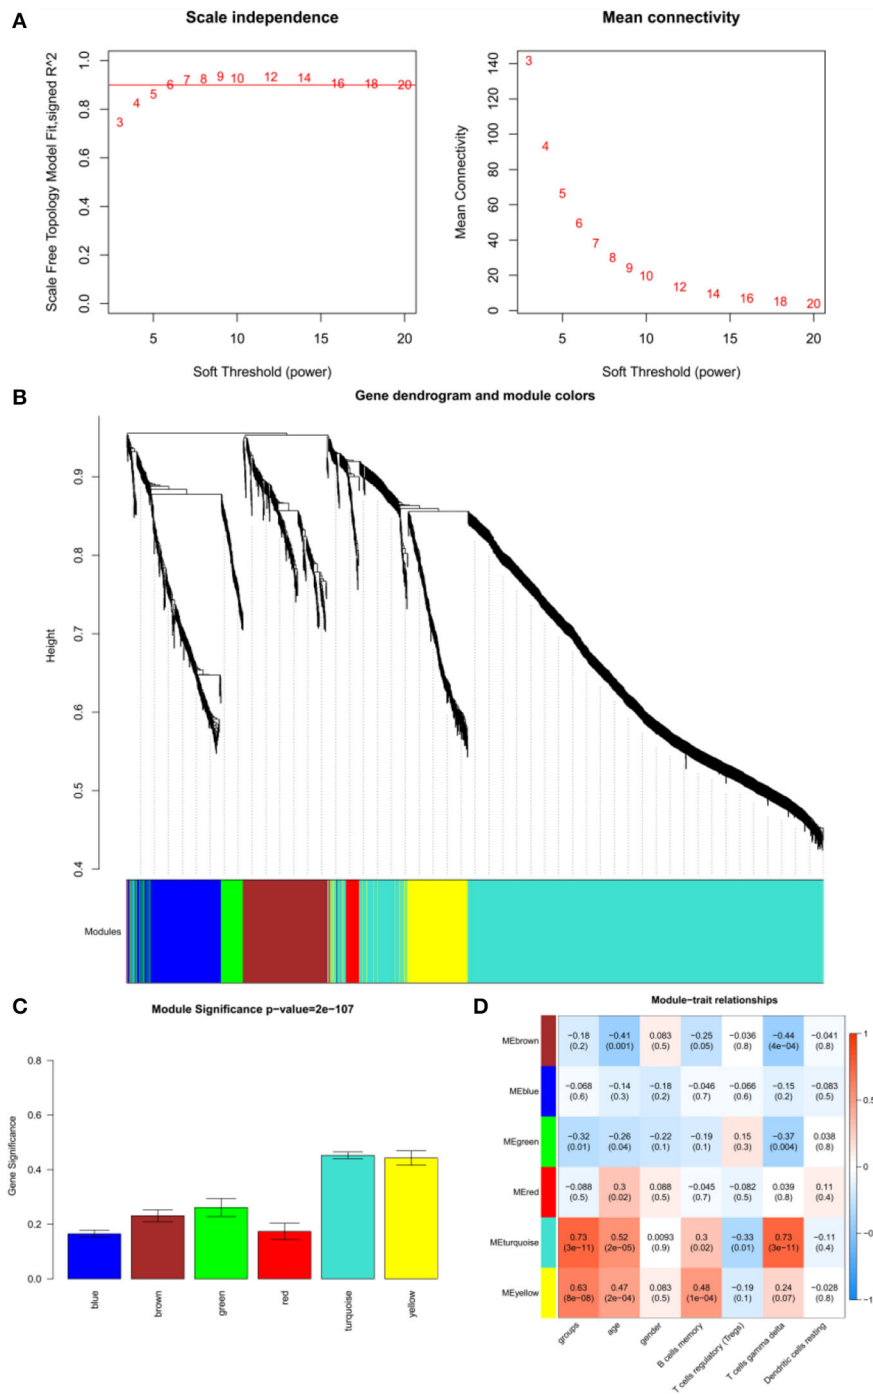 A
Scale independence
Mean connectivity
Scale Free Topology Model Fit,signed R^2
1.0
0.8
0.6
0.4
0.2
0.0
3
4
5
6
7
8
9
10
12
14
16
18
20
5
10
15
20
Soft Threshold (power)
Mean Connectivity
140
120
100
80
60
40
20
0
3
4
5
6
7
8
9
10
12
14
16
18
20
5
10
15
20
Soft Threshold (power)
B
Gene dendrogram and module colors
Height
0.9
0.8
0.7
0.6
0.5
0.4
Modules
C
Module Significance p−value=2e−107
Gene Significance
0.8
0.6
0.4
0.2
0.0
blue
brown
green
red
turquoise
yellow
D
Module−trait relationships
MEbrown
−0.18 −0.41 0.083 −0.25 −0.036 −0.44 −0.041
(0.2) (0.001) (0.5) (0.05) (0.8) (4e−04) (0.8)
MEblue
−0.068 −0.14 −0.18 −0.046 −0.066 −0.15 −0.083
(0.6) (0.3) (0.2) (0.7) (0.6) (0.2) (0.5)
MEgreen
−0.32 −0.26 −0.22 −0.19 0.15 −0.37 0.038
(0.01) (0.04) (0.1) (0.1) (0.3) (0.004) (0.8)
MEred
−0.088 0.3 0.088 −0.045 −0.082 0.039 0.11
(0.5) (0.02) (0.5) (0.7) (0.5) (0.8) (0.4)
MEturquoise
0.73 0.52 0.0093 0.3 −0.33 0.73 −0.11
(3e−11) (2e−05) (0.9) (0.02) (0.01) (3e−11) (0.4)
MEyellow
0.63 0.47 0.083 0.48 −0.19 0.24 −0.028
(8e−08) (2e−04) (0.5) (1e−04) (0.1) (0.07) (0.8)
groups
age
gender
B cells memory
T cells regulatory (Tregs)
T cells gamma delta
Dendritic cells resting
1
0.5
0
−0.5
−1